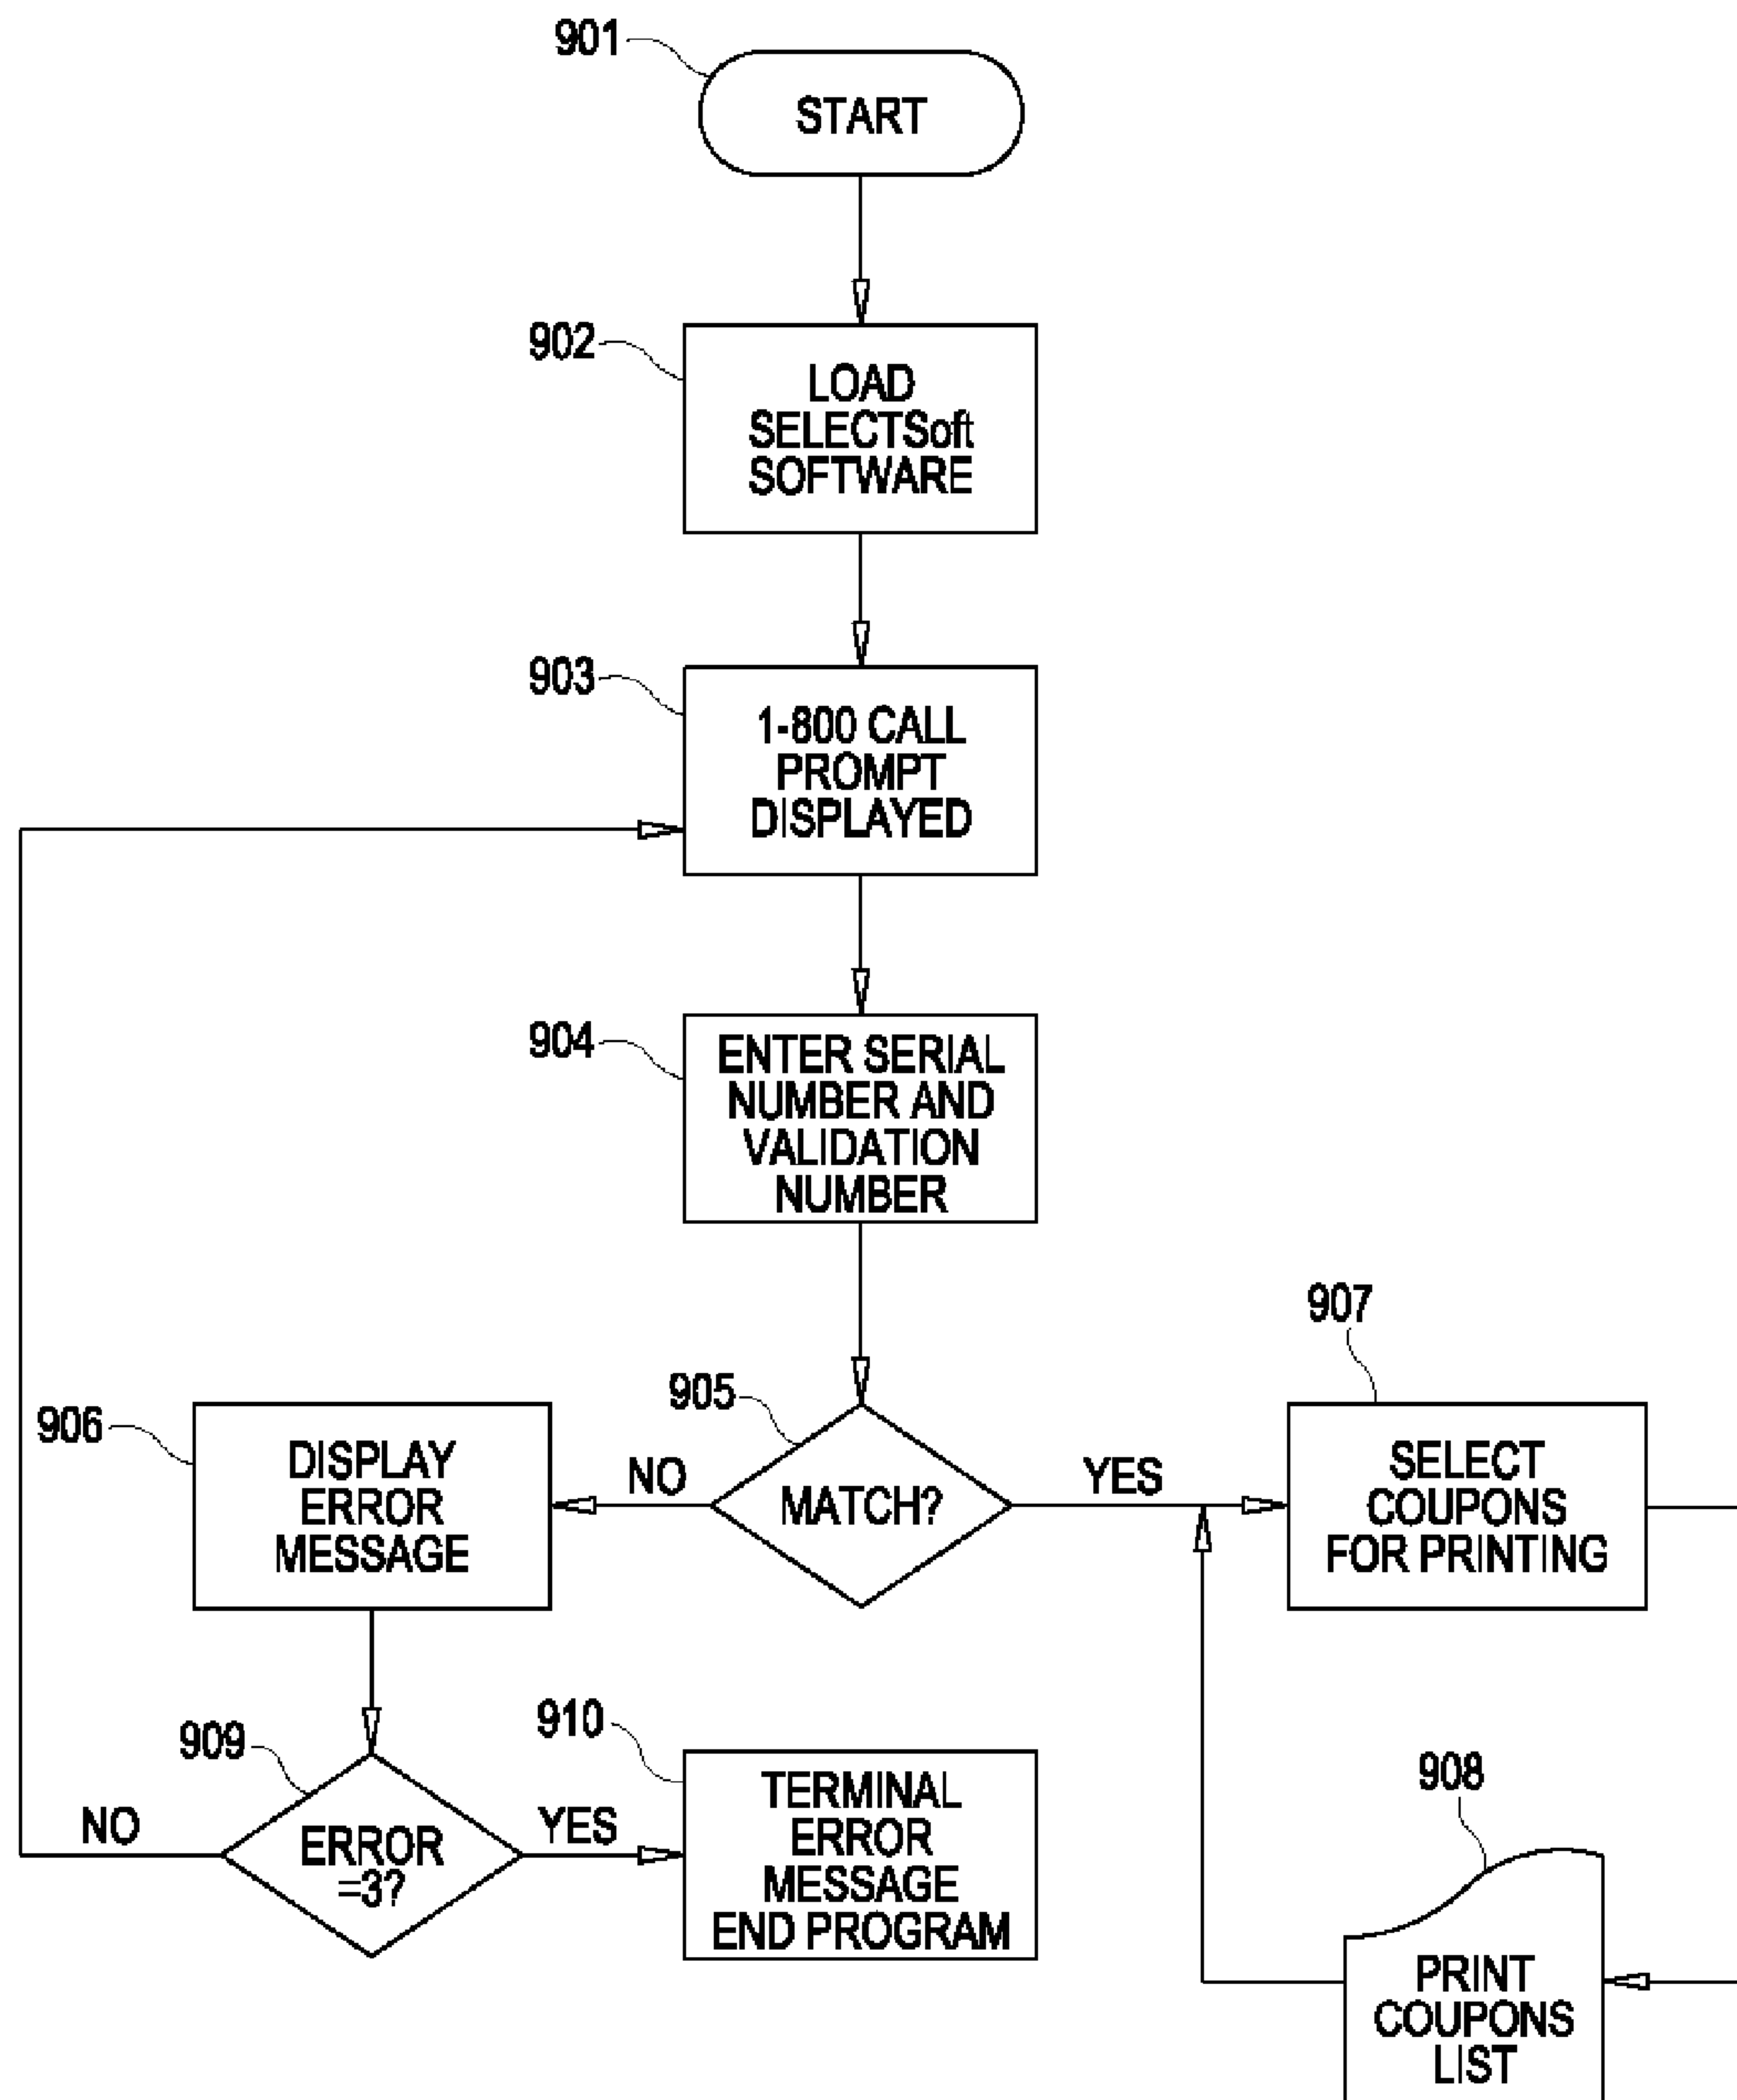 901
START
902
LOAD
SELECTSoft
SOFTWARE
903
1-800 CALL
PROMPT
DISPLAYED
904
ENTER SERIAL
NUMBER AND
VALIDATION
NUMBER
905
MATCH?
NO
YES
906
DISPLAY
ERROR
MESSAGE
907
SELECT
COUPONS
FOR PRINTING
909
ERROR
=3?
NO
YES
910
TERMINAL
ERROR
MESSAGE
END PROGRAM
908
PRINT
COUPONS
LIST